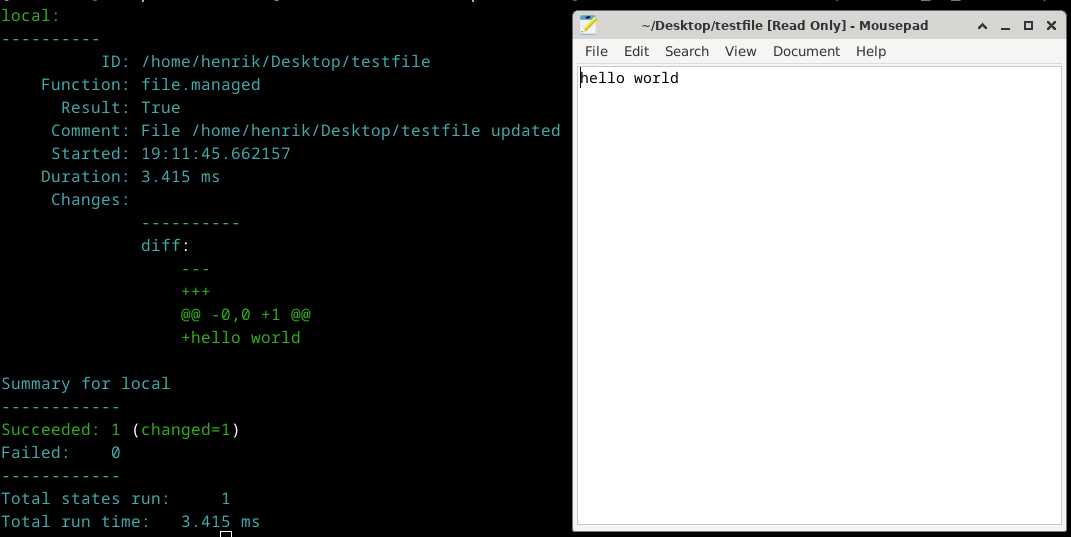 local:
----------
          ID: /home/henrik/Desktop/testfile
    Function: file.managed
      Result: True
     Comment: File /home/henrik/Desktop/testfile updated
     Started: 19:11:45.662157
    Duration: 3.415 ms
     Changes:
              ----------
              diff:
                  ---
                  +++
                  @@ -0,0 +1 @@
                  +hello world
Summary for local
------------
Succeeded: 1 (changed=1)
Failed:    0
------------
Total states run:     1
Total run time:   3.415 ms
~/Desktop/testfile [Read Only] - Mousepad
File Edit Search View Document Help
hello world